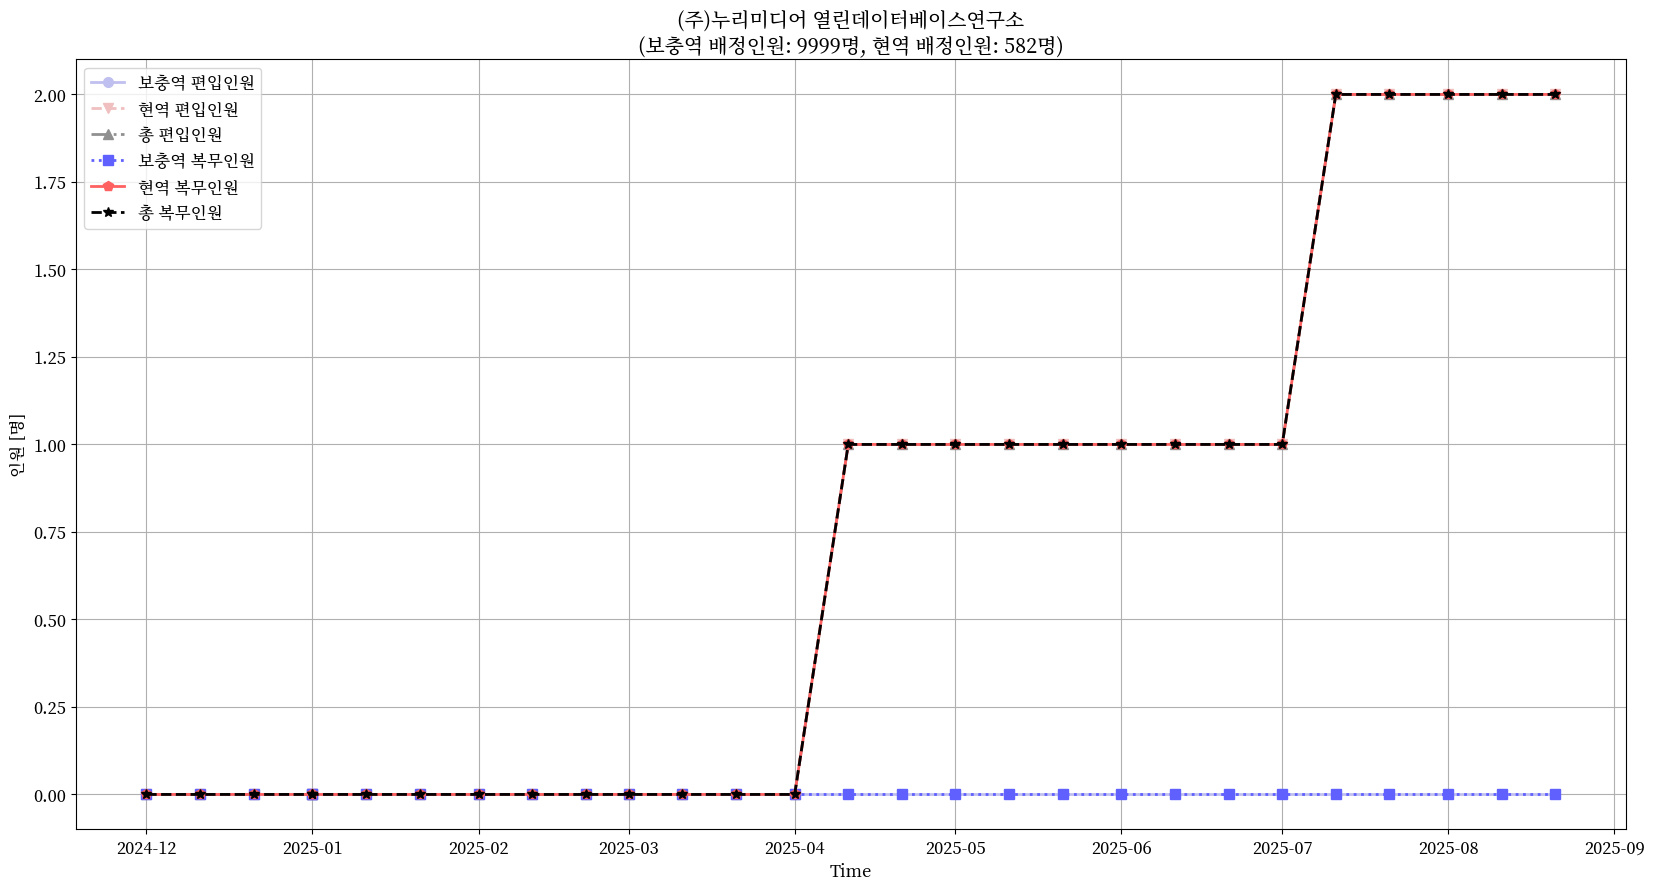 (주)누리미디어 열린데이터베이스연구소
(보충역 배정인원: 9999명, 현역 배정인원: 582명)
보충역 편입인원
현역 편입인원
총 편입인원
보충역 복무인원
현역 복무인원
총 복무인원
2.00
1.75
1.50
1.25
1.00
0.75
0.50
0.25
0.00
인원 [명]
2024-12 2025-01 2025-02 2025-03 2025-04 2025-05 2025-06 2025-07 2025-08 2025-09
Time